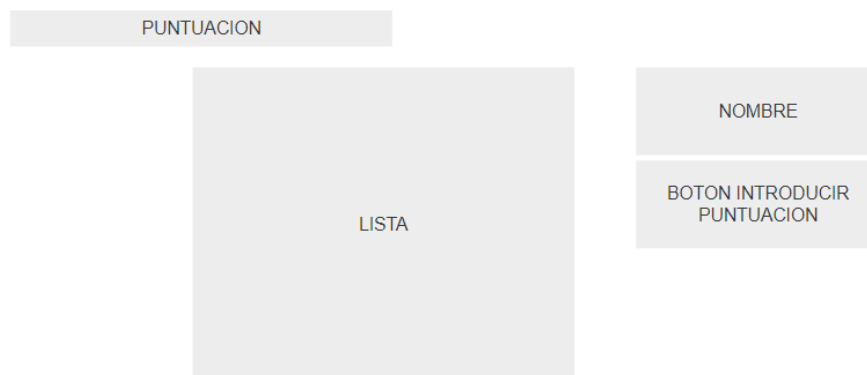 PUNTUACION
LISTA
NOMBRE
BOTON INTRODUCIR
PUNTUACION